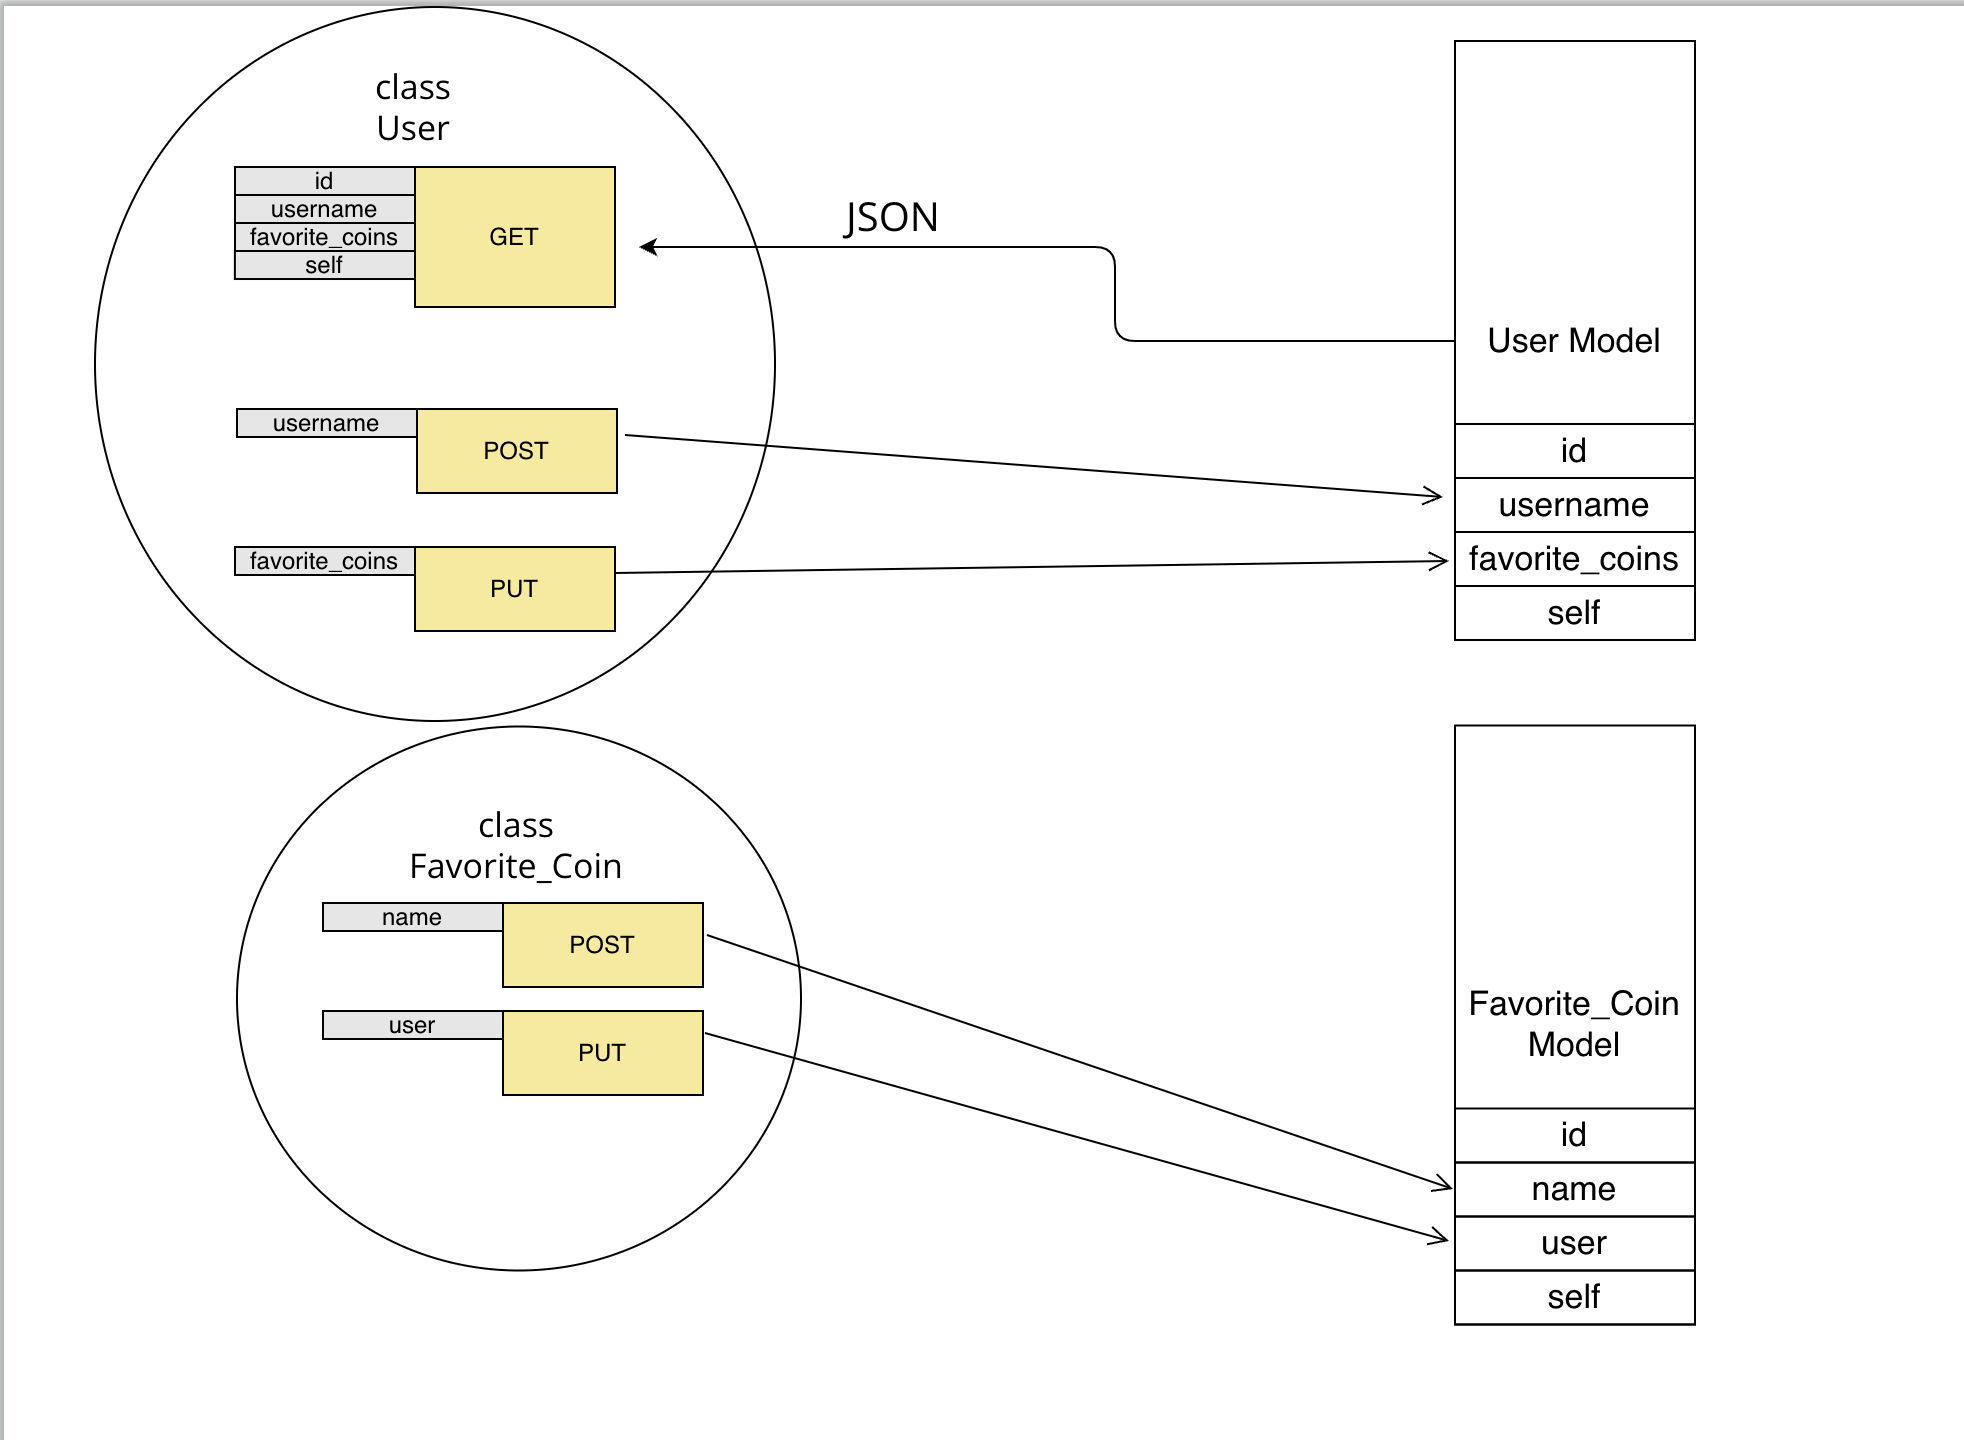 class
User
id
username
favorite_coins
self
GET
JSON
username
POST
favorite_coins
PUT
User Model
id
username
favorite_coins
self
class
Favorite_Coin
name
POST
user
PUT
Favorite_Coin
Model
id
name
user
self